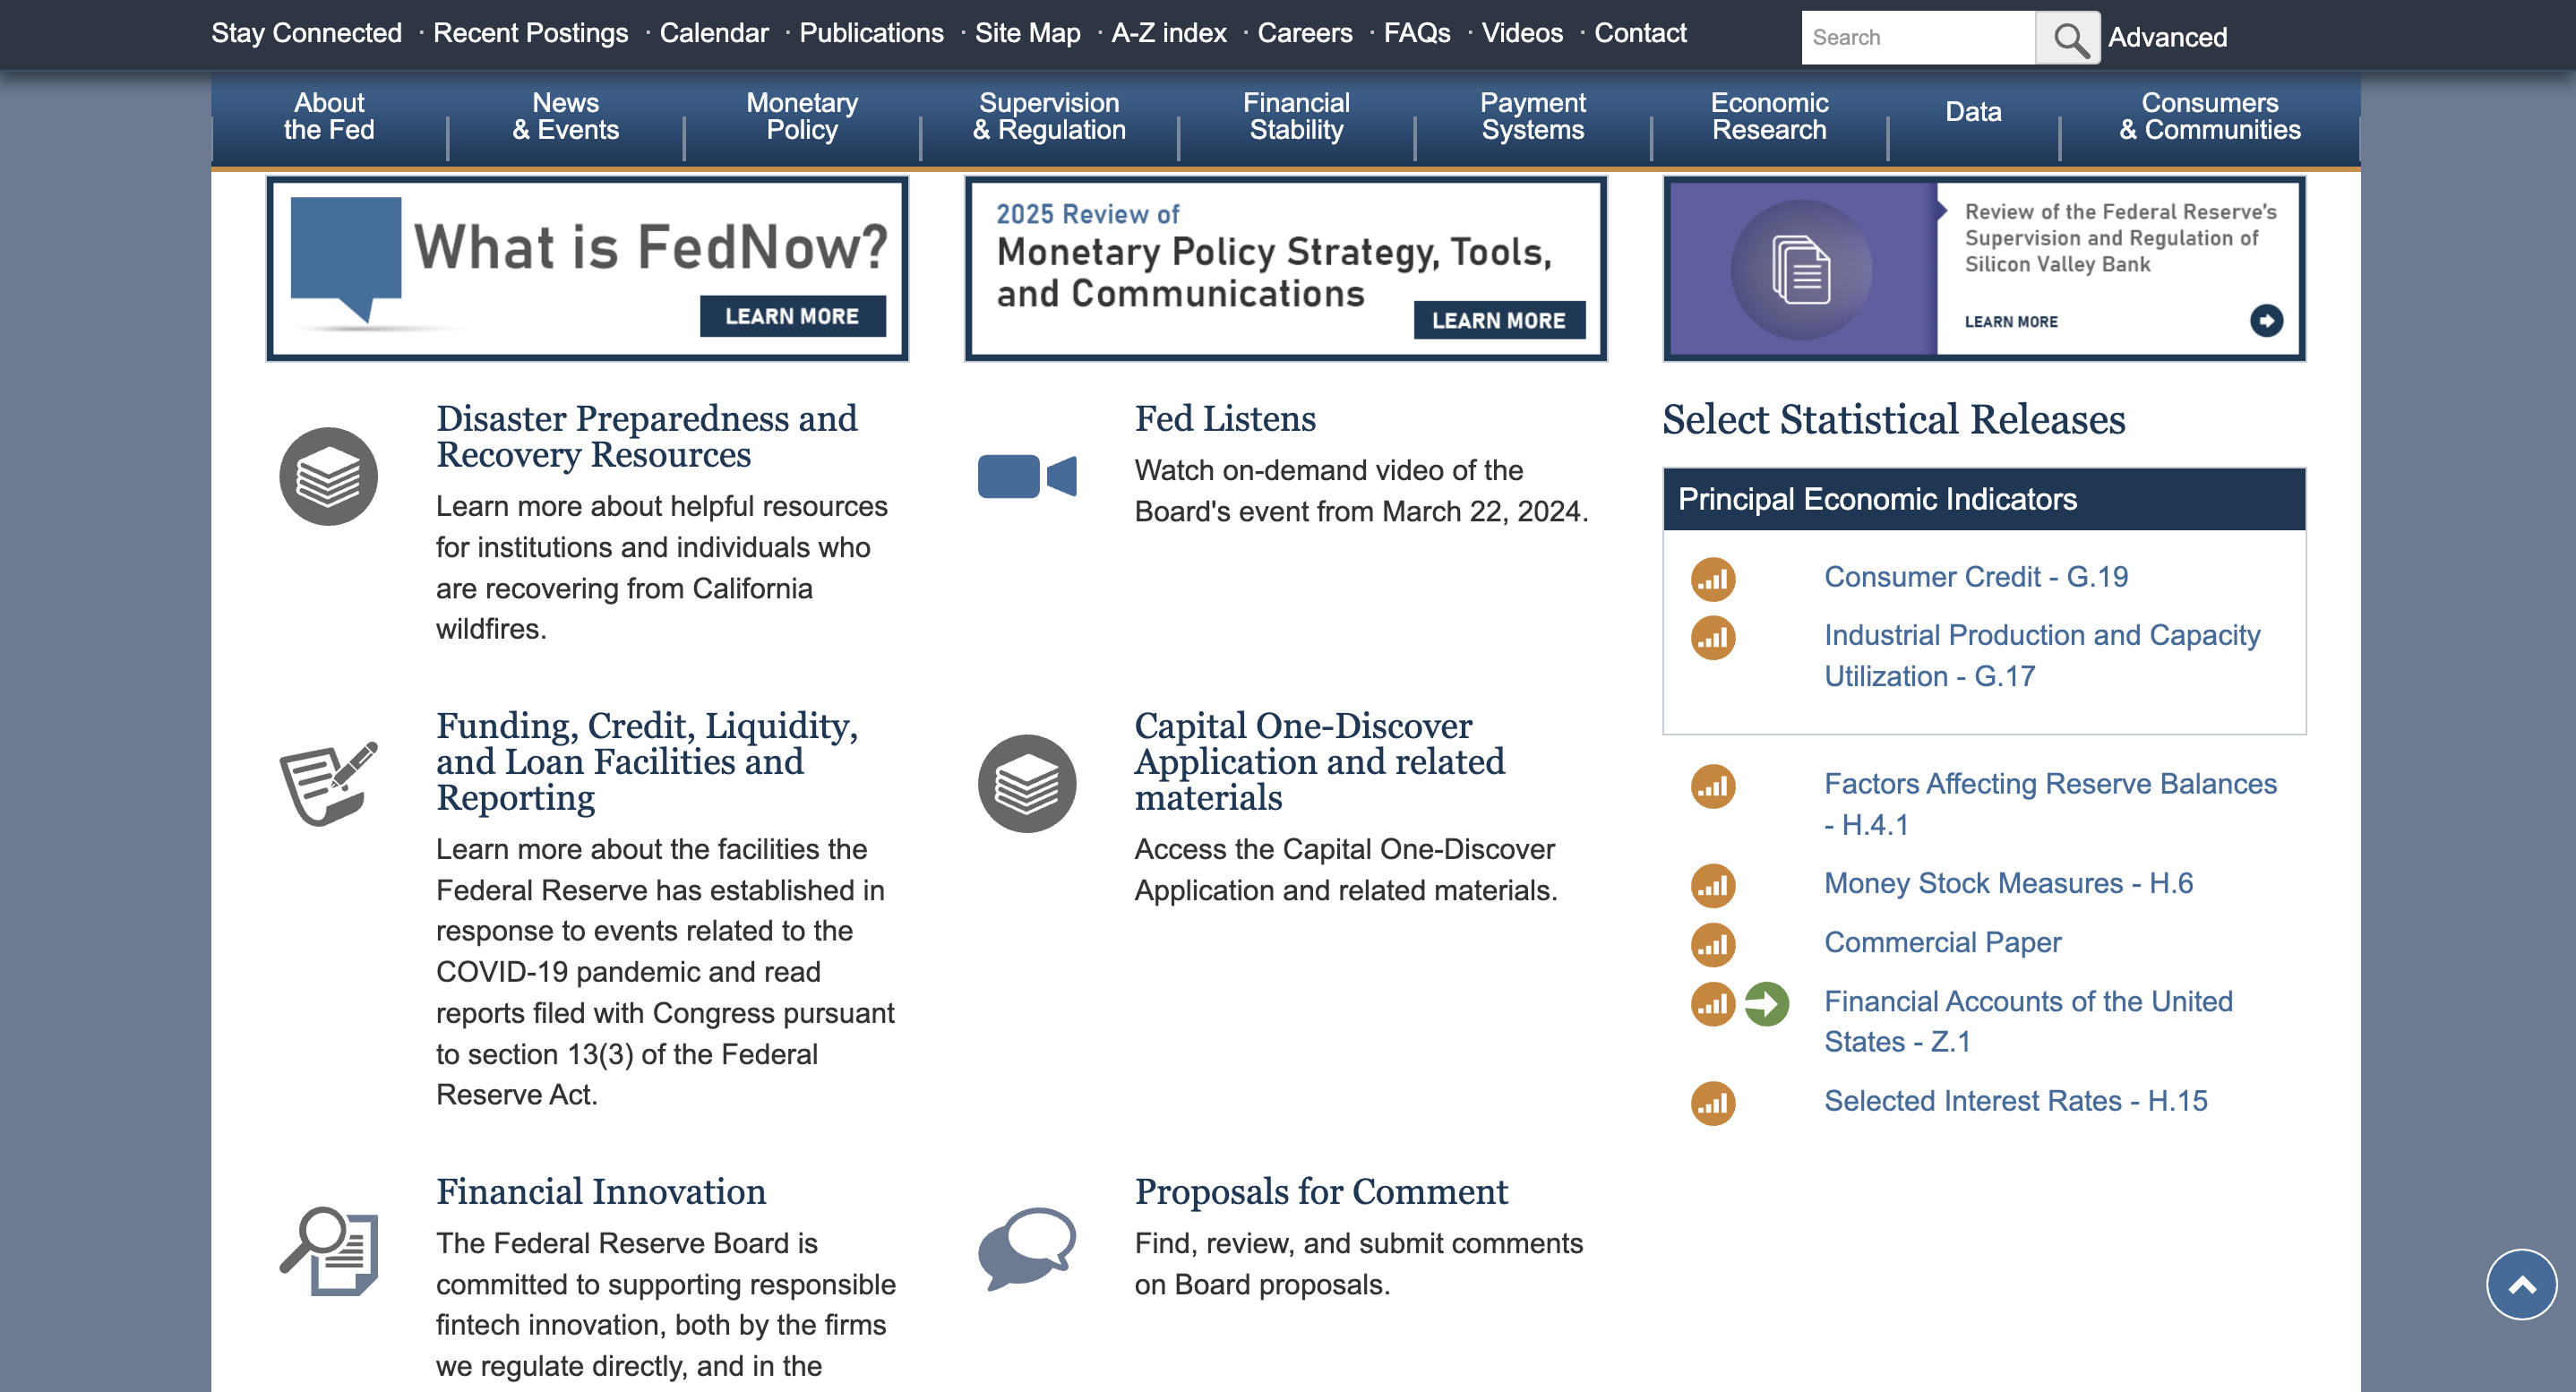 Stay Connected · Recent Postings · Calendar · Publications · Site Map · A-Z index · Careers · FAQs · Videos · Contact
Search
Advanced
About
the Fed
News
& Events
Monetary
Policy
Supervision
& Regulation
Financial
Stability
Payment
Systems
Economic
Research
Data
Consumers
& Communities
What is FedNow?
LEARN MORE
2025 Review of
Monetary Policy Strategy, Tools,
and Communications
LEARN MORE
Review of the Federal Reserve's
Supervision and Regulation of
Silicon Valley Bank
LEARN MORE
Disaster Preparedness and
Recovery Resources
Learn more about helpful resources
for institutions and individuals who
are recovering from California
wildfires.
Fed Listens
Watch on-demand video of the
Board's event from March 22, 2024.
Funding, Credit, Liquidity,
and Loan Facilities and
Reporting
Learn more about the facilities the
Federal Reserve has established in
response to events related to the
COVID-19 pandemic and read
reports filed with Congress pursuant
to section 13(3) of the Federal
Reserve Act.
Capital One-Discover
Application and related
materials
Access the Capital One-Discover
Application and related materials.
Financial Innovation
The Federal Reserve Board is
committed to supporting responsible
fintech innovation, both by the firms
we regulate directly, and in the
Proposals for Comment
Find, review, and submit comments
on Board proposals.
Select Statistical Releases
Principal Economic Indicators
Consumer Credit - G.19
Industrial Production and Capacity
Utilization - G.17
Factors Affecting Reserve Balances
- H.4.1
Money Stock Measures - H.6
Commercial Paper
Financial Accounts of the United
States - Z.1
Selected Interest Rates - H.15